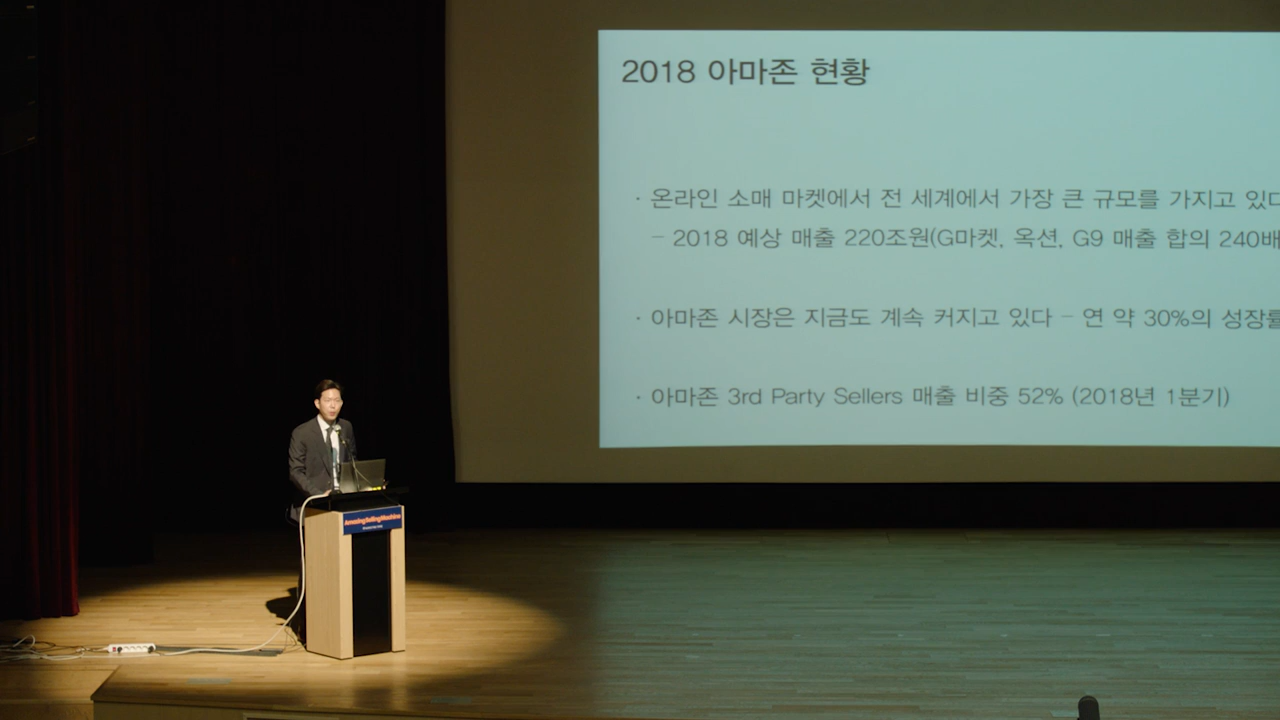 2018 아마존 현황
· 온라인 소매 마켓에서 전 세계에서 가장 큰 규모를 가지고 있다
– 2018 예상 매출 220조원(G마켓, 옥션, G9 매출 합의 240배
· 아마존 시장은 지금도 계속 커지고 있다 – 연 약 30%의 성장률
· 아마존 3rd Party Sellers 매출 비중 52% (2018년 1분기)
Amazing Selling Machine